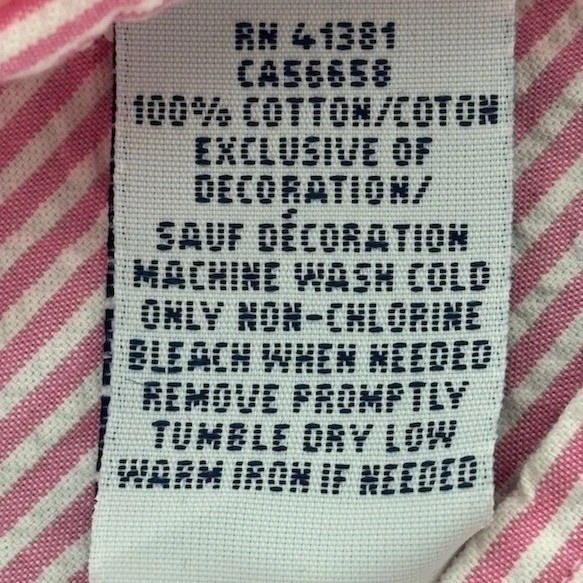 RN 41381
CA56658
100% COTTON/COTON
EXCLUSIVE OF
DECORATION/
SAUF DÉCORATION
MACHINE WASH COLD
ONLY NON-CHLORINE
BLEACH WHEN NEEDED
REMOVE PROMPTLY
TUMBLE DRY LOW
WARM IRON IF NEEDED